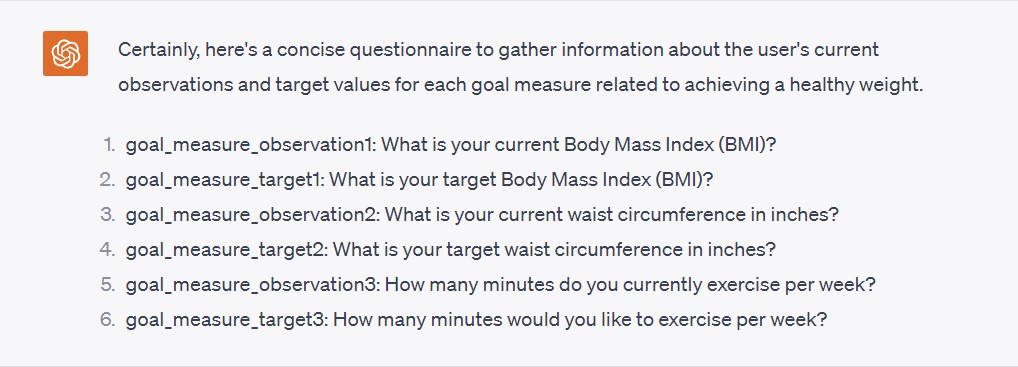 Certainly, here's a concise questionnaire to gather information about the user's current
observations and target values for each goal measure related to achieving a healthy weight.
1. goal_measure_observation1: What is your current Body Mass Index (BMI)?
2. goal_measure_target1: What is your target Body Mass Index (BMI)?
3. goal_measure_observation2: What is your current waist circumference in inches?
4. goal_measure_target2: What is your target waist circumference in inches?
5. goal_measure_observation3: How many minutes do you currently exercise per week?
6. goal_measure_target3: How many minutes would you like to exercise per week?